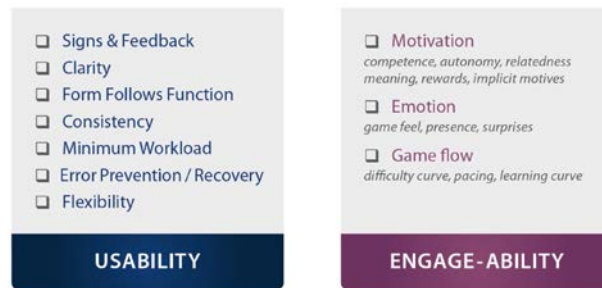 Signs & Feedback
Clarity
Form Follows Function
Consistency
Minimum Workload
Error Prevention / Recovery
Flexibility
USABILITY
Motivation
competence, autonomy, relatedness
meaning, rewards, implicit motives
Emotion
game feel, presence, surprises
Game flow
difficulty curve, pacing, learning curve
ENGAGE-ABILITY